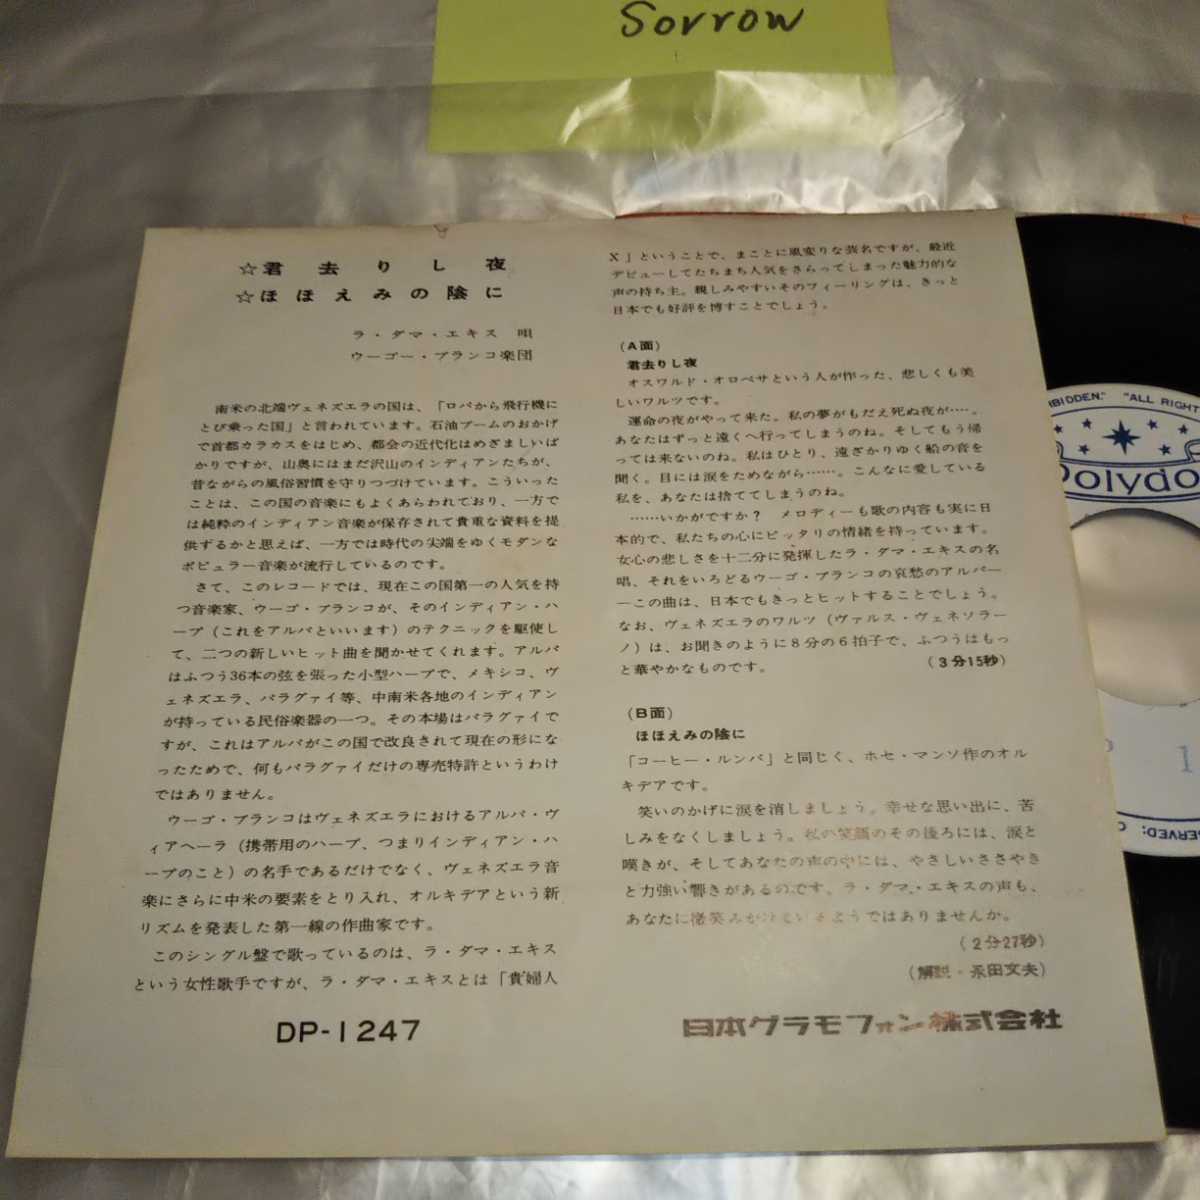 Sorrow
☆君去りし夜
☆ほほえみの陰に
ラ・ダマ・エキス 唄
ウーゴー・ブランコ楽団
南米の北端ヴェネズエラの国は、「ロバから飛行機に
とび乗った国」と言われています。石油ブームのおかげ
で首都カラカスをはじめ、都会の近代化はめざましいば
かりですが、山奥にはまだ沢山のインディアンたちが、
昔ながらの風俗習慣を守りつづけています。こういった
ことは、この国の音楽にもよくあらわれており、一方で
は純粋のインディアン音楽が保存されて貴重な資料を提
供ずるかと思えば、一方では時代の尖端をゆくモダンな
ポピュラー音楽が流行しているのです。
さて、このレコードでは、現在この国第一の人気を持
つ音楽家、ウーゴ・ブランコが、そのインディアン・ハ
ープ(これをアルパといいます)のテクニックを駆使し
て、二つの新しいヒット曲を聞かせてくれます。アルパ
はふつう36本の弦を張った小型ハープで、メキシコ、ヴ
ェネズエラ、パラグァイ等、中南米各地のインディアン
が持っている民俗楽器の一つ。その本場はパラグァイで
すが、これはアルパがこの国で改良されて現在の形にな
ったためで、何もパラグァイだけの専売特許というわけ
ではありません。
ウーゴ・ブランコはヴェネズエラにおけるアルパ・ヴ
ィアヘーラ(携帯用のハープ、つまりインディアン・ハ
ープのこと)の名手であるだけでなく、ヴェネズエラ音
楽にさらに中米の要素をとり入れ、オルキデアという新
リズムを発表した第一線の作曲家です。
このシングル盤で歌っているのは、ラ・ダマ・エキス
という女性歌手ですが、ラ・ダマ・エキスとは「貴婦人
DP-1247
X」ということで、まことに風変りな芸名ですが、最近
デビューしてたちまち人気をさらってしまった魅力的な
声の持ち主。親しみやすいそのフィーリングは、きっと
日本でも好評を博すことでしょう。
(A面)
君去りし夜
オスワルド・オロペサという人が作った、悲しくも美
しいワルツです。
運命の夜がやって来た。私の夢がもだえ死ぬ夜が…。
あなたはずっと遠くへ行ってしまうのね。そしてもう帰
っては来ないのね。私はひとり、遠ざかりゆく船の音を
聞く。目には涙をためながら……。こんなに愛している
私を、あなたは捨ててしまうのね。
……いかがですか? メロディーも歌の内容も実に日
本的で、私たちの心にピッタリの情緒を持っています。
女心の悲しさを十二分に発揮したラ・ダマ・エキスの名
唱、それをいろどるウーゴ・ブランコの哀愁のアルパー
ーこの曲は、日本でもきっとヒットすることでしょう。
なお、ヴェネズエラのワルツ(ヴァルス・ヴェネソラー
ノ)は、お聞きのように8分の6拍子で、ふつうはもっ
と華やかなものです。 (3分15秒)
(B面)
ほほえみの陰に
「コーヒー・ルンバ」と同じく、ホセ・マンソ作のオル
キデアです。
笑いのかげに涙を消しましょう。幸せな思い出に、苦
しみをなくしましょう。私の笑顔のその後ろには、涙と
嘆きが、そしてあなたの声の中には、やさしいささやき
と力強い響きがあるのです。ラ・ダマ・エキスの声も、
あなたに微笑みかけているようではありませんか。
(2分27秒)
(解説・永田文夫)
日本グラモフォン株式会社
BIDDEN." "ALL RIGHT
Polydo
1
SERVED: C